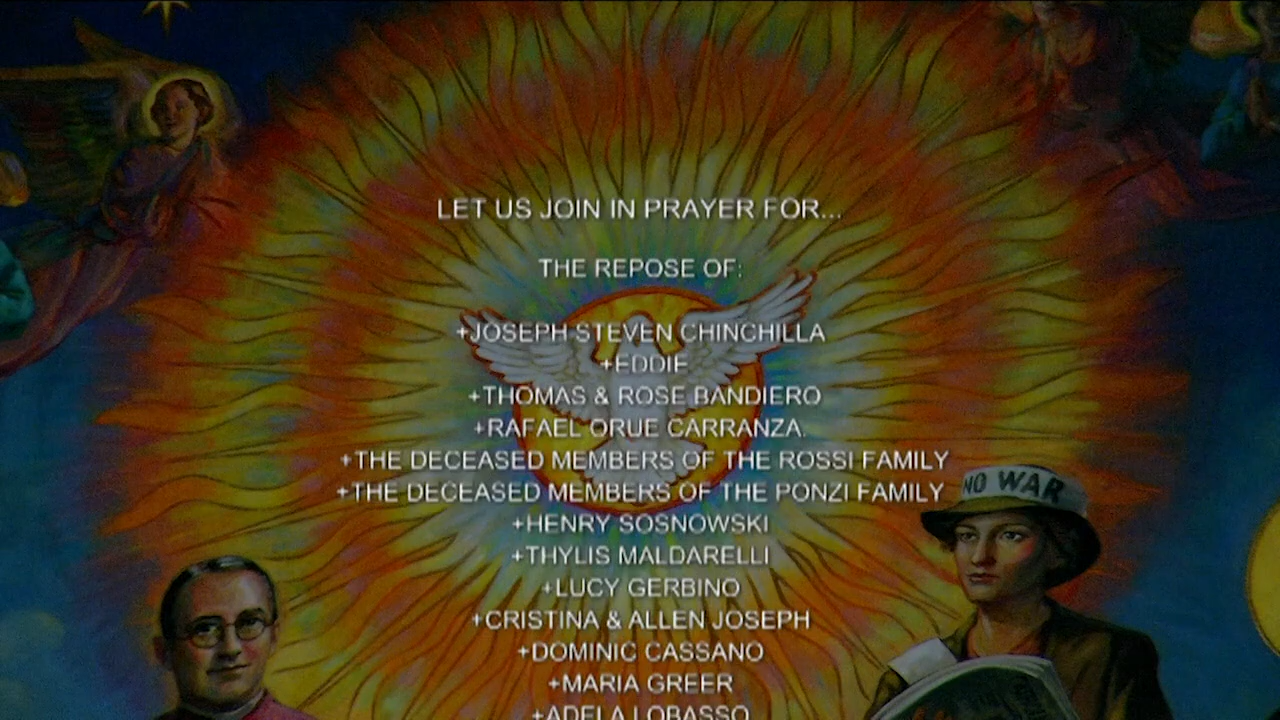 LET US JOIN IN PRAYER FOR...
THE REPOSE OF:
+JOSEPH STEVEN CHINCHILLA
+EDDIE
+THOMAS & ROSE BANDIERO
+RAFAEL ORUE CARRANZA.
+THE DECEASED MEMBERS OF THE ROSSI FAMILY
+THE DECEASED MEMBERS OF THE PONZI FAMILY
NO WAR
+HENRY SOSNOWSKI
+THYLIS MALDARELLI
+LUCY GERBINO
+CRISTINA & ALLEN JOSEPH
+DOMINIC CASSANO
+MARIA GREER
+ADELA LOBASSO